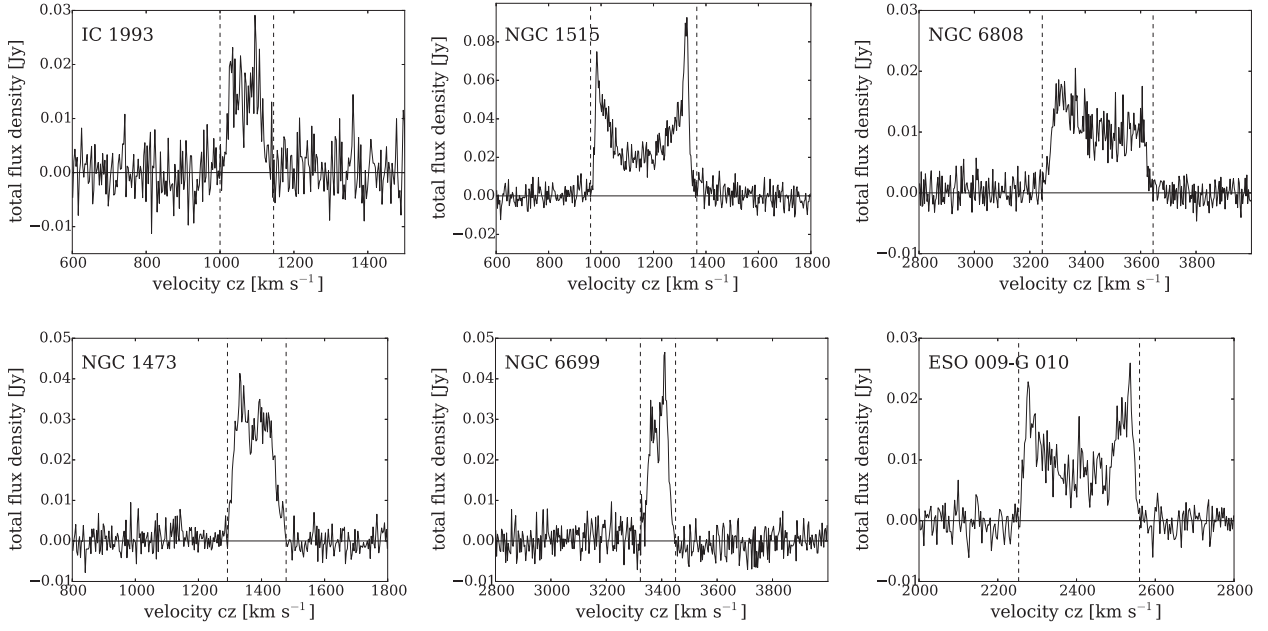 IC 1993
total flux density [Jy]
0.03
0.02
0.01
0.00
−0.01
600 800 1000 1200 1400
velocity cz [km s⁻¹]
NGC 1515
total flux density [Jy]
0.08
0.06
0.04
0.02
0.00
−0.02
600 800 1000 1200 1400 1600 1800
velocity cz [km s⁻¹]
NGC 6808
total flux density [Jy]
0.03
0.02
0.01
0.00
−0.01
2800 3000 3200 3400 3600 3800
velocity cz [km s⁻¹]
NGC 1473
total flux density [Jy]
0.05
0.04
0.03
0.02
0.01
0.00
−0.01
800 1000 1200 1400 1600 1800
velocity cz [km s⁻¹]
NGC 6699
total flux density [Jy]
0.05
0.04
0.03
0.02
0.01
0.00
−0.01
2800 3000 3200 3400 3600 3800
velocity cz [km s⁻¹]
ESO 009-G 010
total flux density [Jy]
0.03
0.02
0.01
0.00
−0.01
2000 2200 2400 2600 2800
velocity cz [km s⁻¹]